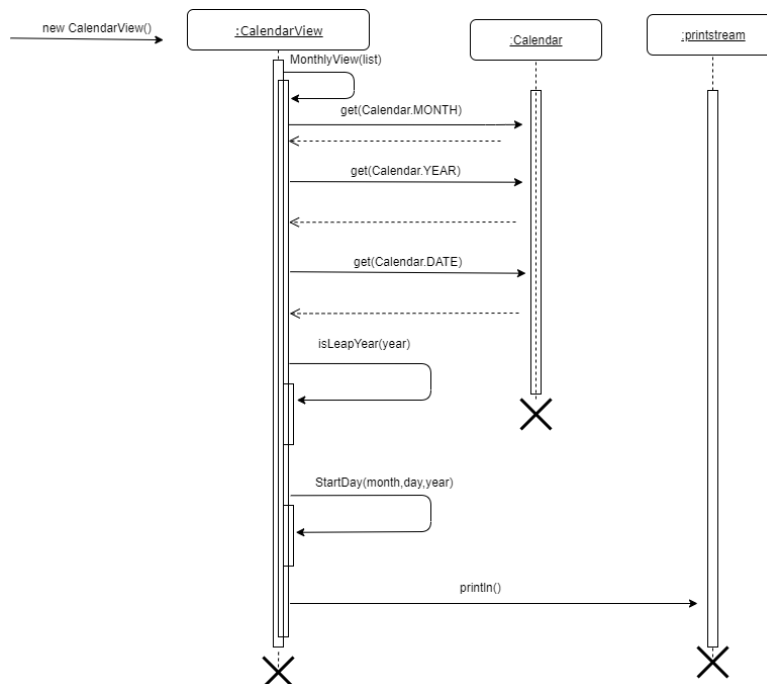 new CalendarView()
:CalendarView
:Calendar
:printstream
MonthlyView(list)
get(Calendar.MONTH)
get(Calendar.YEAR)
get(Calendar.DATE)
isLeapYear(year)
StartDay(month,day,year)
println()